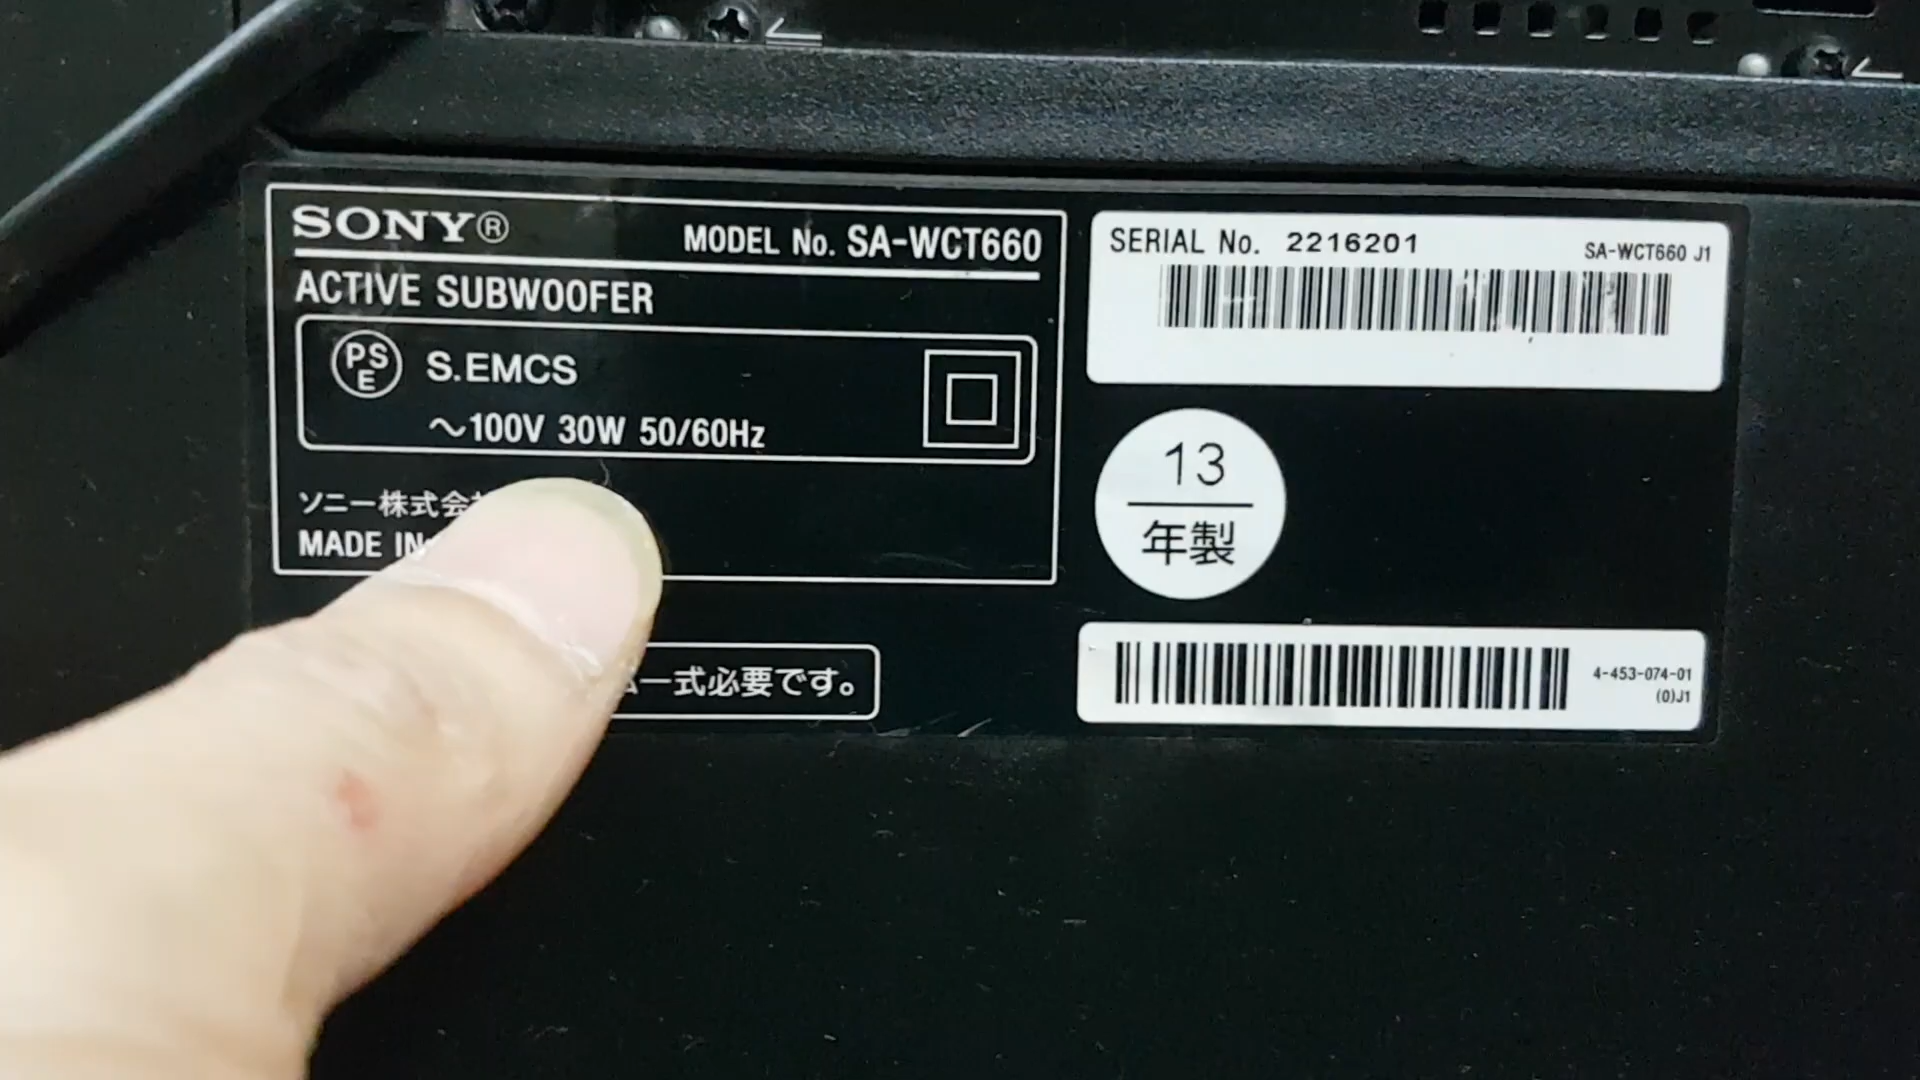 SONY®
MODEL No. SA-WCT660
ACTIVE SUBWOOFER
PSE S.EMCS
〜100V 30W 50/60Hz
ソニー株式会
MADE IN
一式必要です。
SERIAL No. 2216201
SA-WCT660 J1
13
年製
4-453-074-01
(0)J1